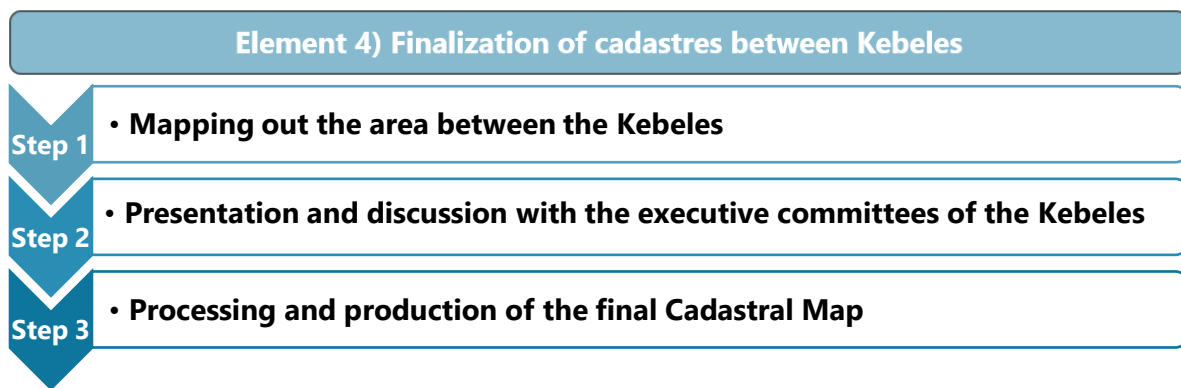 Element 4) Finalization of cadastres between Kebeles
Step 1
• Mapping out the area between the Kebeles
Step 2
• Presentation and discussion with the executive committees of the Kebeles
Step 3
• Processing and production of the final Cadastral Map